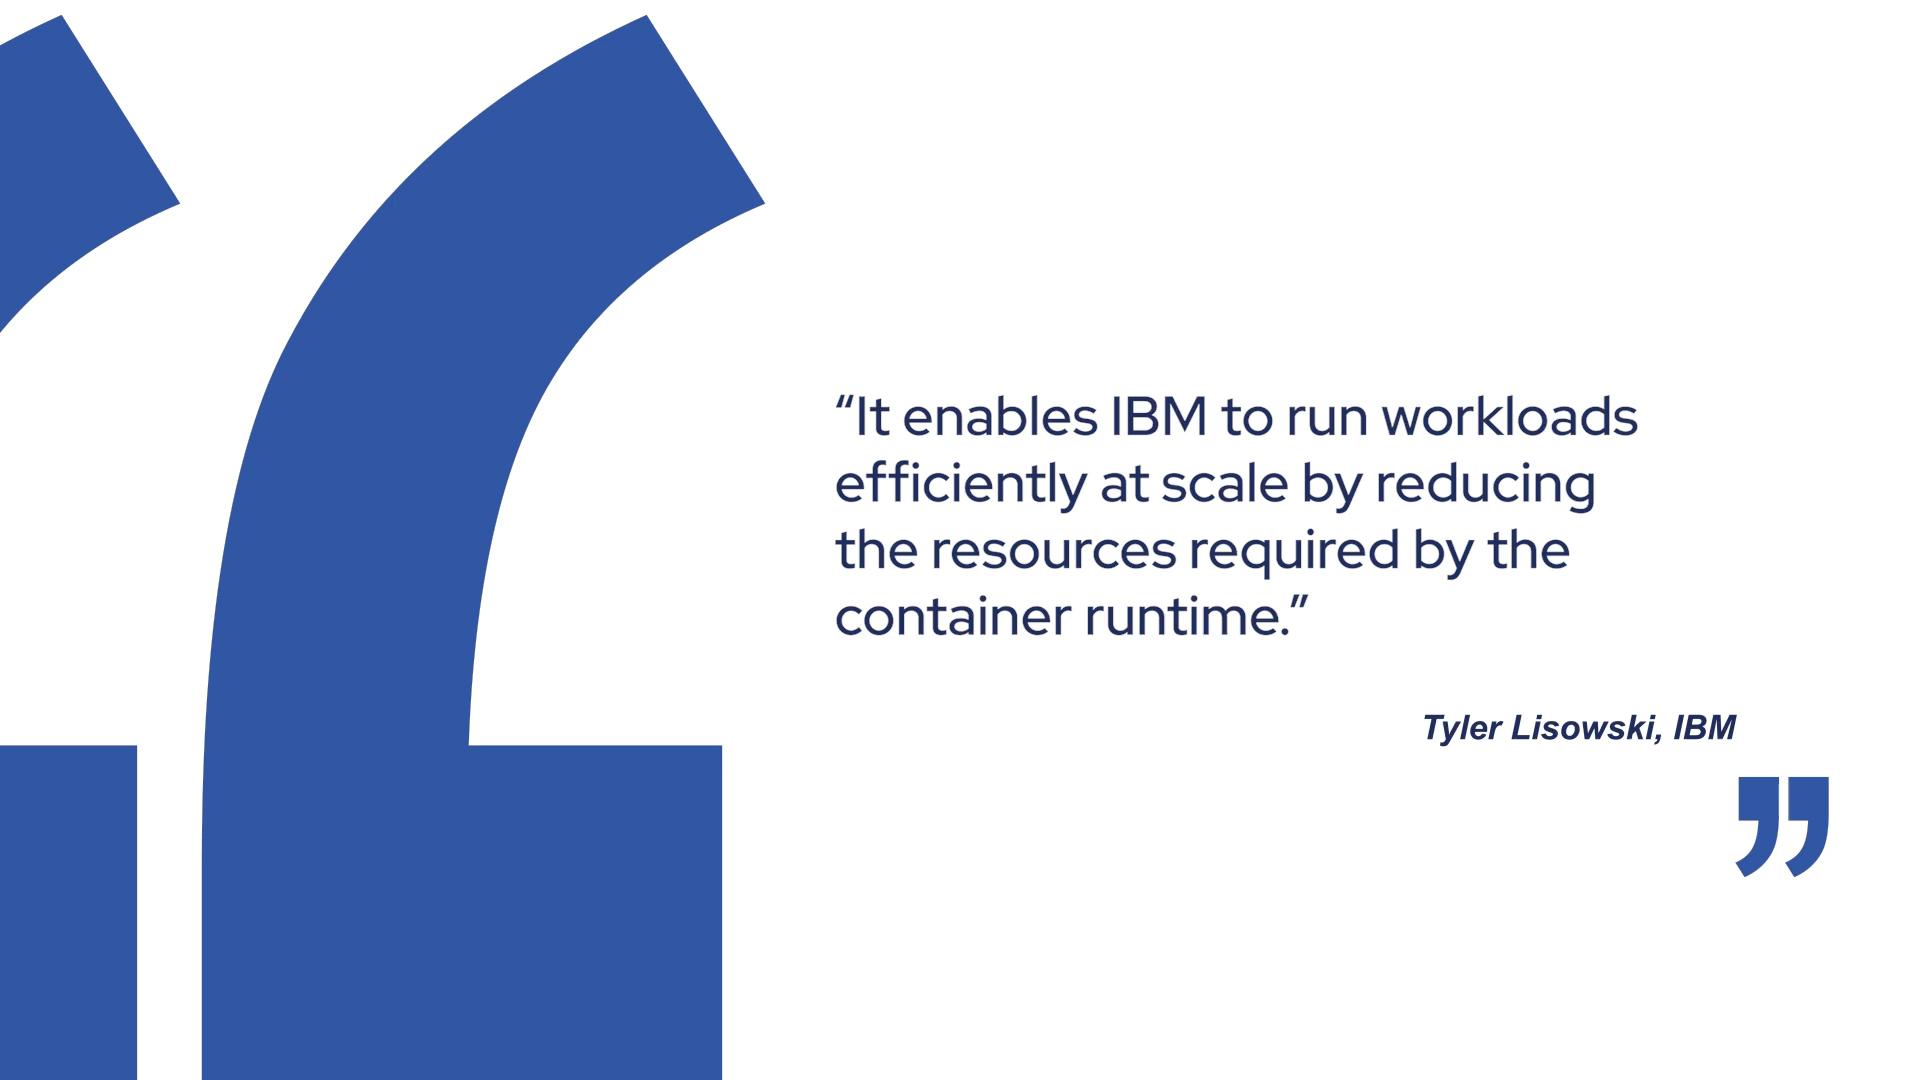 “It enables IBM to run workloads
efficiently at scale by reducing
the resources required by the
container runtime.”
Tyler Lisowski, IBM